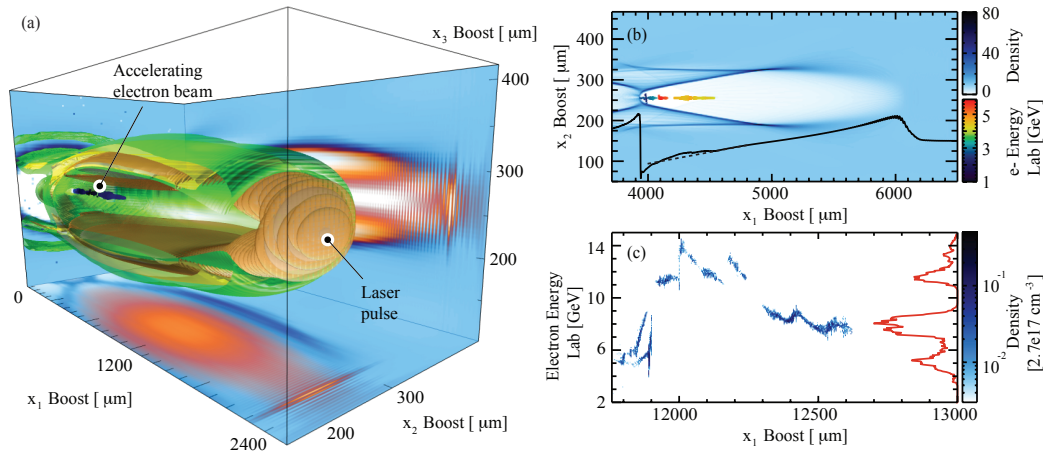 (a)
x₃ Boost [ μm]
Accelerating
electron beam
400
300
200
Laser
pulse
0
1200
2400
x₁ Boost [ μm]
300
200
x₂ Boost [ μm]
(b)
x₂ Boost [ μm]
400
300
200
100
4000
5000
6000
x₁ Boost [ μm]
80
40
0
Density
5
3
1
e- Energy
Lab [GeV]
(c)
Electron Energy
Lab [GeV]
14
10
6
2
12000
12500
13000
x₁ Boost [ μm]
10⁻¹
10⁻²
Density
[2.7e17 cm⁻³]